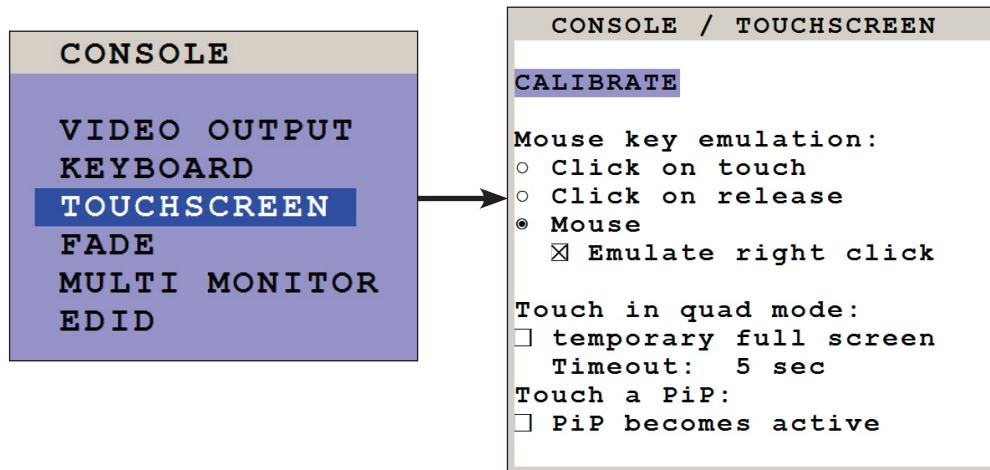 CONSOLE
VIDEO OUTPUT
KEYBOARD
TOUCHSCREEN
FADE
MULTI MONITOR
EDID
CONSOLE / TOUCHSCREEN
CALIBRATE
Mouse key emulation:
○ Click on touch
○ Click on release
◉ Mouse
☒ Emulate right click
Touch in quad mode:
☐ temporary full screen
Timeout: 5 sec
Touch a PiP:
☐ PiP becomes active